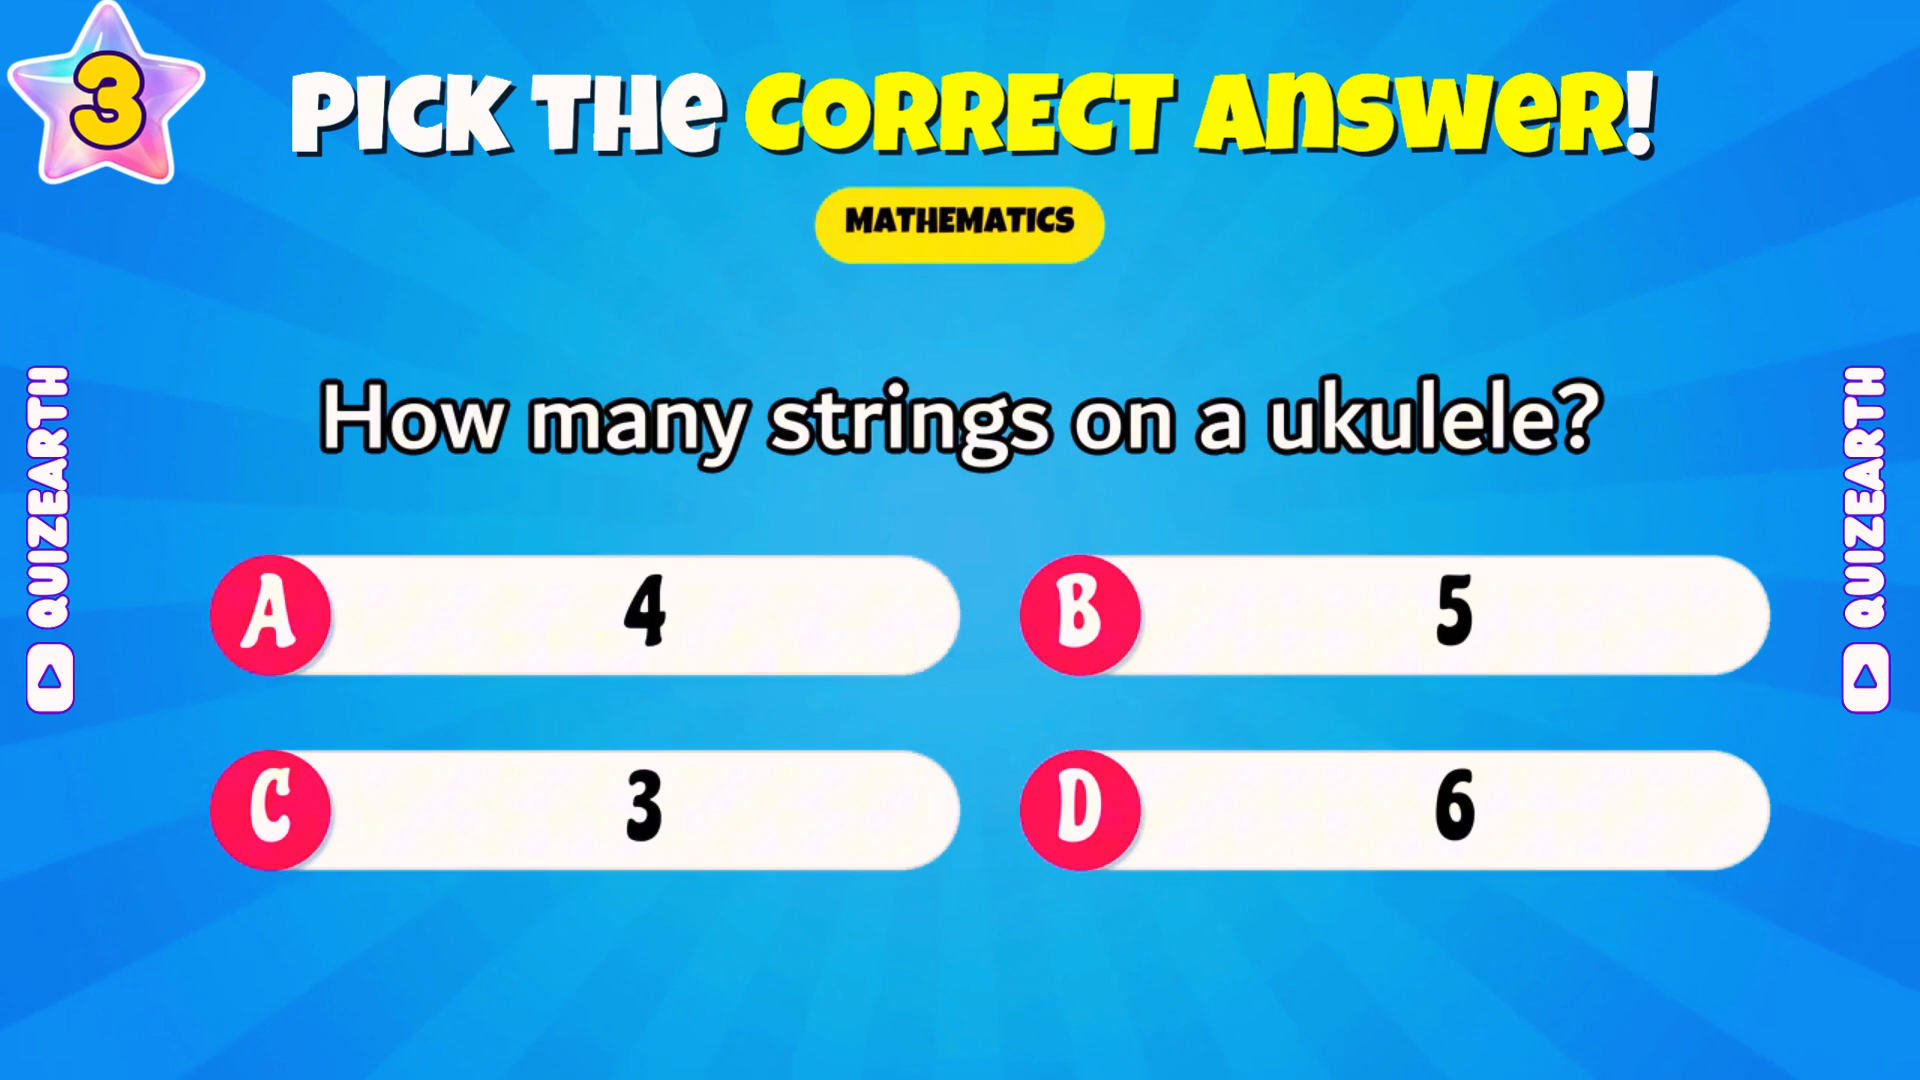 3
PICK THE CORRECT ANSWER!
MATHEMATICS
How many strings on a ukulele?
A 4
B 5
C 3
D 6
QUIZEARTH
QUIZEARTH